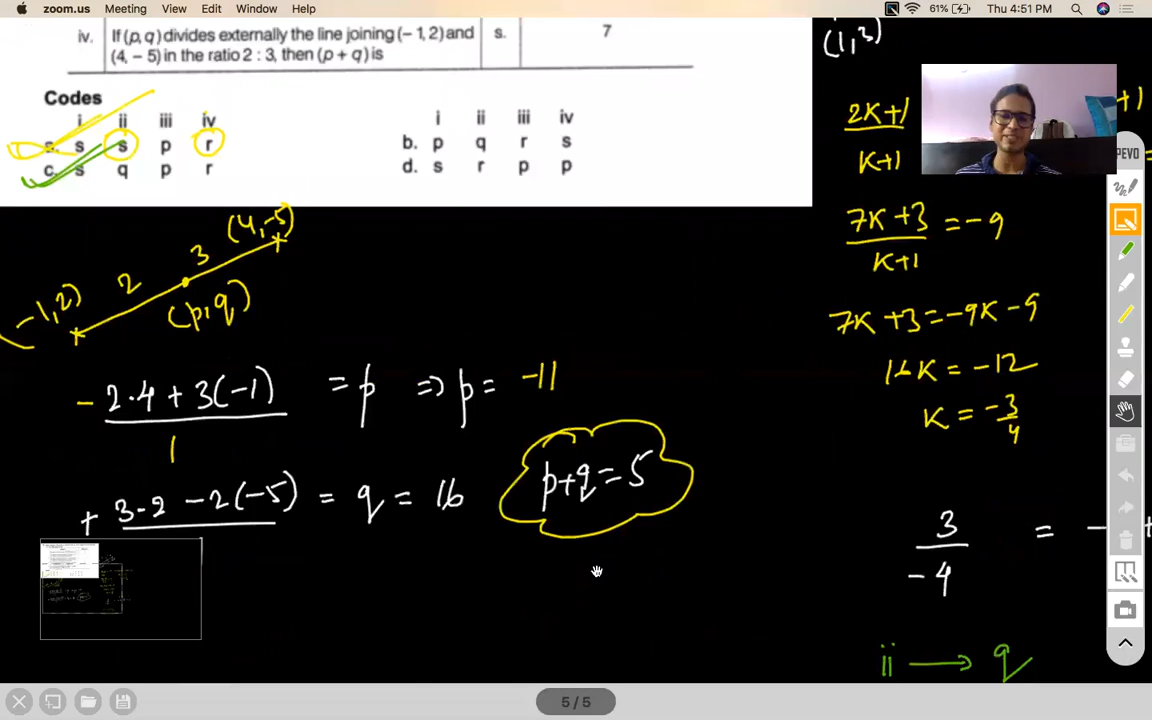 zoom.us Meeting View Edit Window Help
61% Thu 4:51 PM
iv. If (p, q) divides externally the line joining (– 1, 2) and s. 7
(4, – 5) in the ratio 2 : 3, then (p + q) is
Codes
i ii iii iv
a. s s p r
c. s q p r
i ii iii iv
b. p q r s
d. s r p p
(-1,2) 2 (p,q) 3 (4,-5)
- 2·4 + 3(-1) = p ⇒ p = -11
1
+ 3·2 - 2(-5) = q = 16
p+q = 5
(1,3)
2K+1
K+1
+1
7K+3 = -9
K+1
7K+3 = -9K-9
16K = -12
K = -3
4
3 = - +
-4
ii → q
PEVO
5 / 5